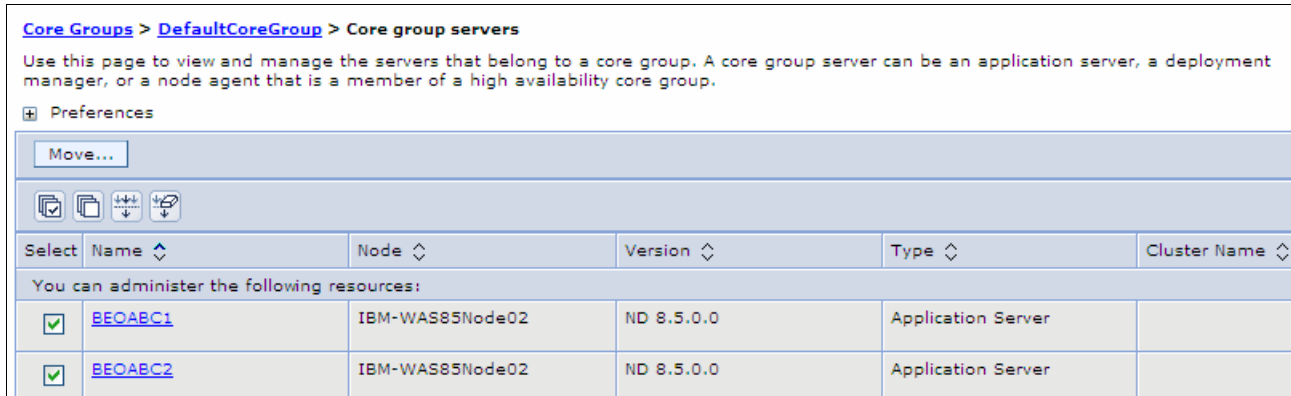 Core Groups > DefaultCoreGroup > Core group servers
Use this page to view and manage the servers that belong to a core group. A core group server can be an application server, a deployment
manager, or a node agent that is a member of a high availability core group.
Preferences
Move...
Select Name Node Version Type Cluster Name
You can administer the following resources:
BEOABC1 IBM-WAS85Node02 ND 8.5.0.0 Application Server
BEOABC2 IBM-WAS85Node02 ND 8.5.0.0 Application Server